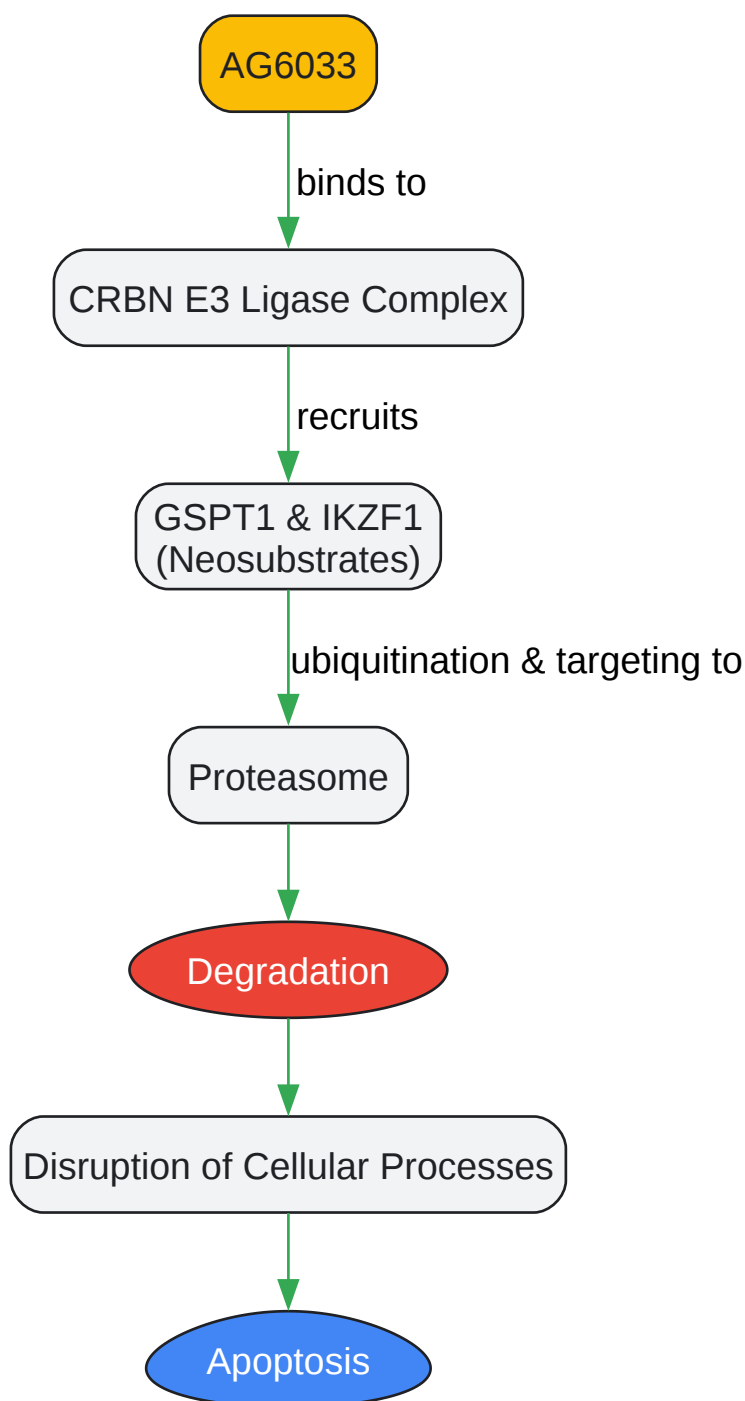 AG6033
binds to
CRBN E3 Ligase Complex
recruits
GSPT1 & IKZF1
(Neosubstrates)
ubiquitination & targeting to
Proteasome
Degradation
Disruption of Cellular Processes
Apoptosis